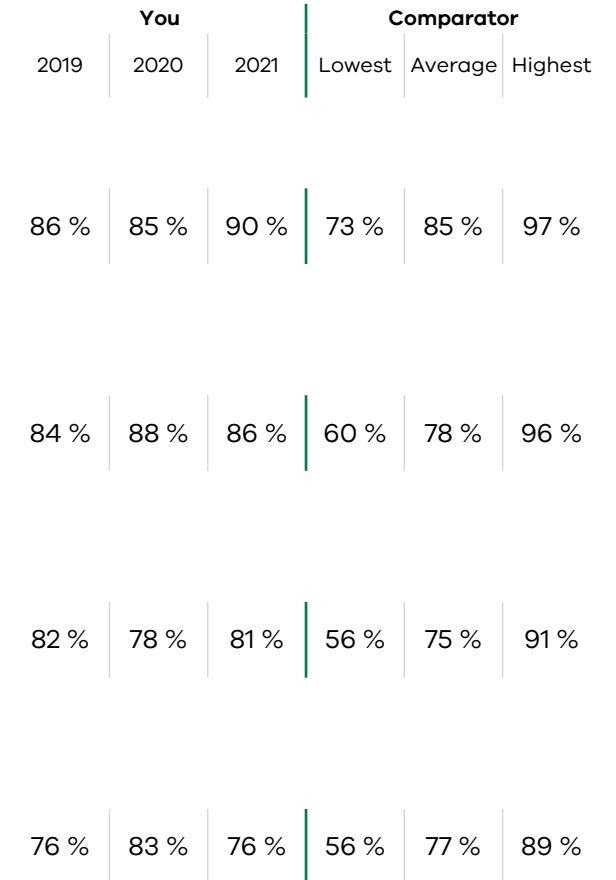 You Comparator
2019 2020 2021 Lowest Average Highest
86 % 85 % 90 % 73 % 85 % 97 %
84 % 88 % 86 % 60 % 78 % 96 %
82 % 78 % 81 % 56 % 75 % 91 %
76 % 83 % 76 % 56 % 77 % 89 %